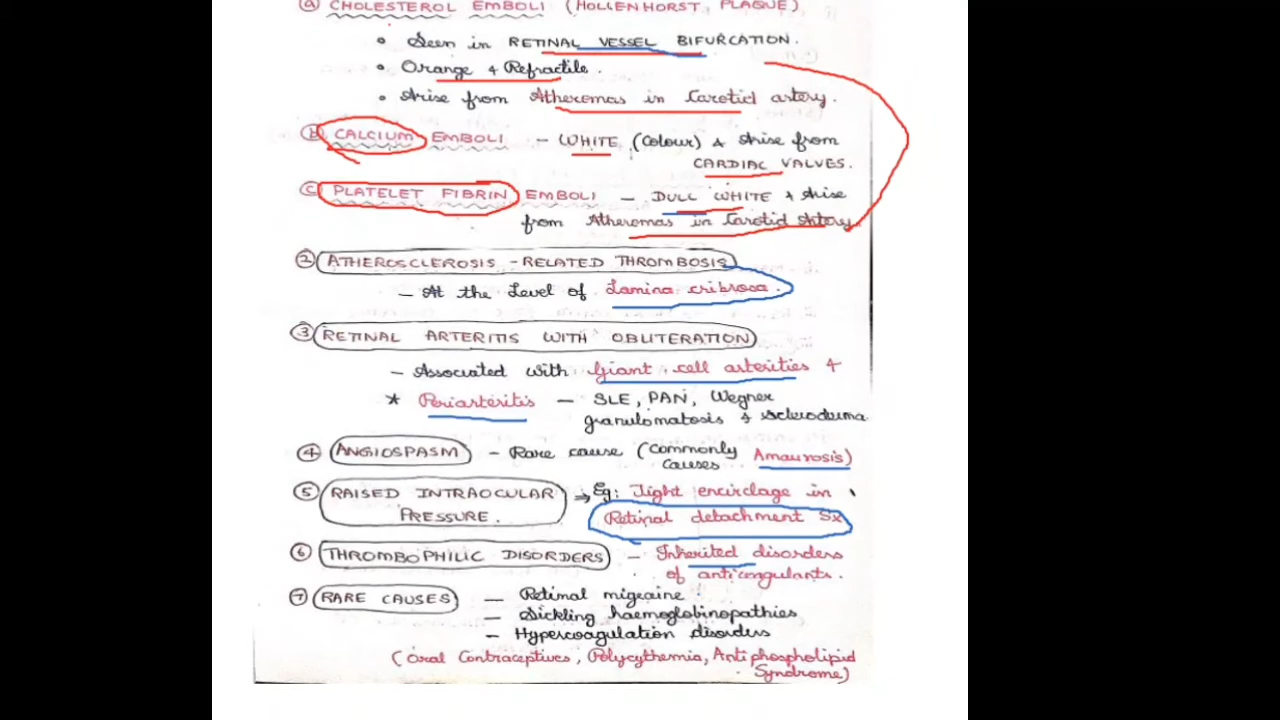 (a) CHOLESTEROL EMBOLI (HOLLENHORST PLAQUE)
• Seen in RETINAL VESSEL BIFURCATION.
• Orange & Refractile.
• Arise from Atheromas in Carotid artery.
(b) CALCIUM EMBOLI - WHITE (Colour) & Arise from
CARDIAC VALVES.
(c) PLATELET FIBRIN EMBOLI - DULL WHITE & Arise
from Atheromas in Carotid Artery
② ATHEROSCLEROSIS - RELATED THROMBOSIS
- At the Level of Lamina cribrosa.
③ RETINAL ARTERITIS WITH OBLITERATION
- Associated with Giant cell arterities &
* Periarteritis - SLE, PAN, Wegner
granulomatosis & scleroderma
④ ANGIOSPASM - Rare cause (Commonly
causes Amaurosis)
⑤ RAISED INTRAOCULAR PRESSURE. ⇒ Eg: Tight encirclage in
Retinal detachment Sx
⑥ THROMBOPHILIC DISORDERS - Inherited disorders
of anticongulants.
⑦ RARE CAUSES - Retinal migraine
- Sickling haemoglobinopathies
- Hypercoagulation disorders
(Oral Contraceptives, Polycythemia, Antiphospholipid
Syndrome)